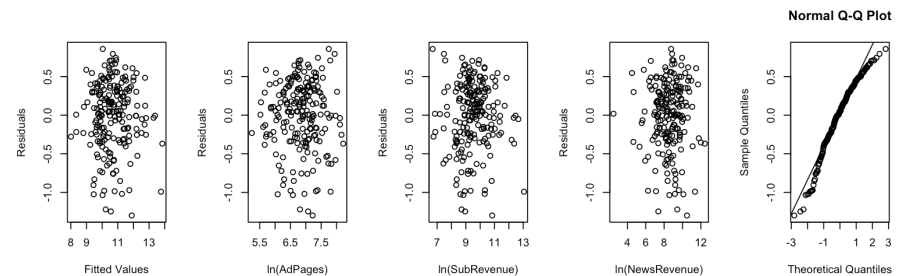 Normal Q-Q Plot
Residuals
0.5
0.0
-0.5
-1.0
8 9 11 13
Fitted Values
Residuals
0.5
0.0
-0.5
-1.0
5.5 6.5 7.5
ln(AdPages)
Residuals
0.5
0.0
-0.5
-1.0
7 9 11 13
ln(SubRevenue)
Residuals
0.5
0.0
-0.5
-1.0
4 6 8 12
ln(NewsRevenue)
Sample Quantiles
0.5
0.0
-0.5
-1.0
-3 -1 1 2 3
Theoretical Quantiles